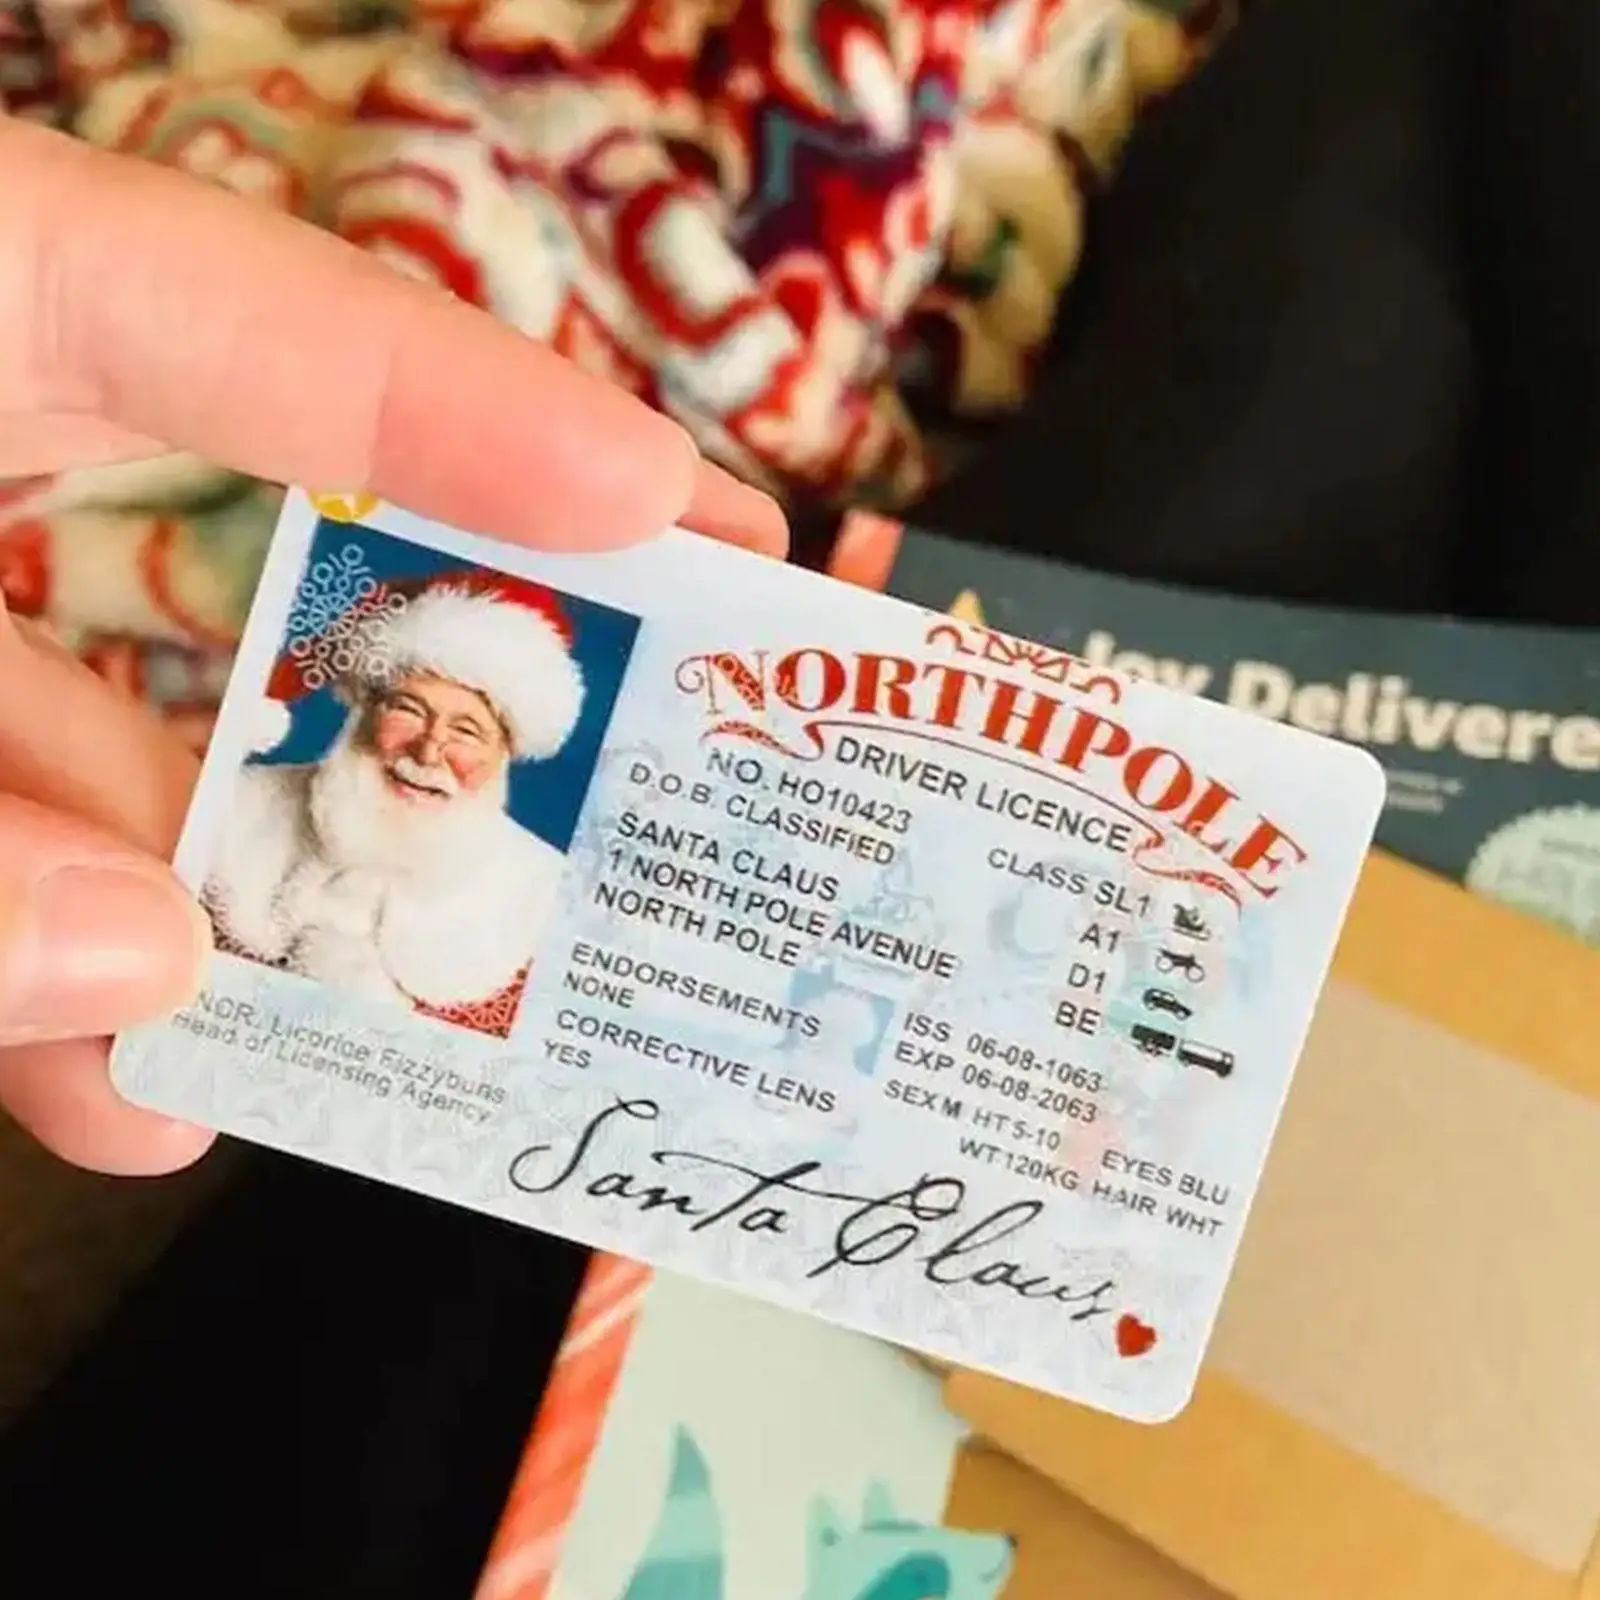 NORTHPOLE
DRIVER LICENCE
NO. HO10423
D.O.B. CLASSIFIED
SANTA CLAUS
1 NORTH POLE AVENUE
NORTH POLE
ENDORSEMENTS
NONE
CORRECTIVE LENS
YES
CLASS SL1
A1
D1
BE
ISS 06-08-1063
EXP 06-08-2063
SEX M HT 5-10
WT 120KG
EYES BLU
HAIR WHT
NOR. Licorice Fizzybuns
Head of Licensing Agency
Santa Claus
Joy Delivere